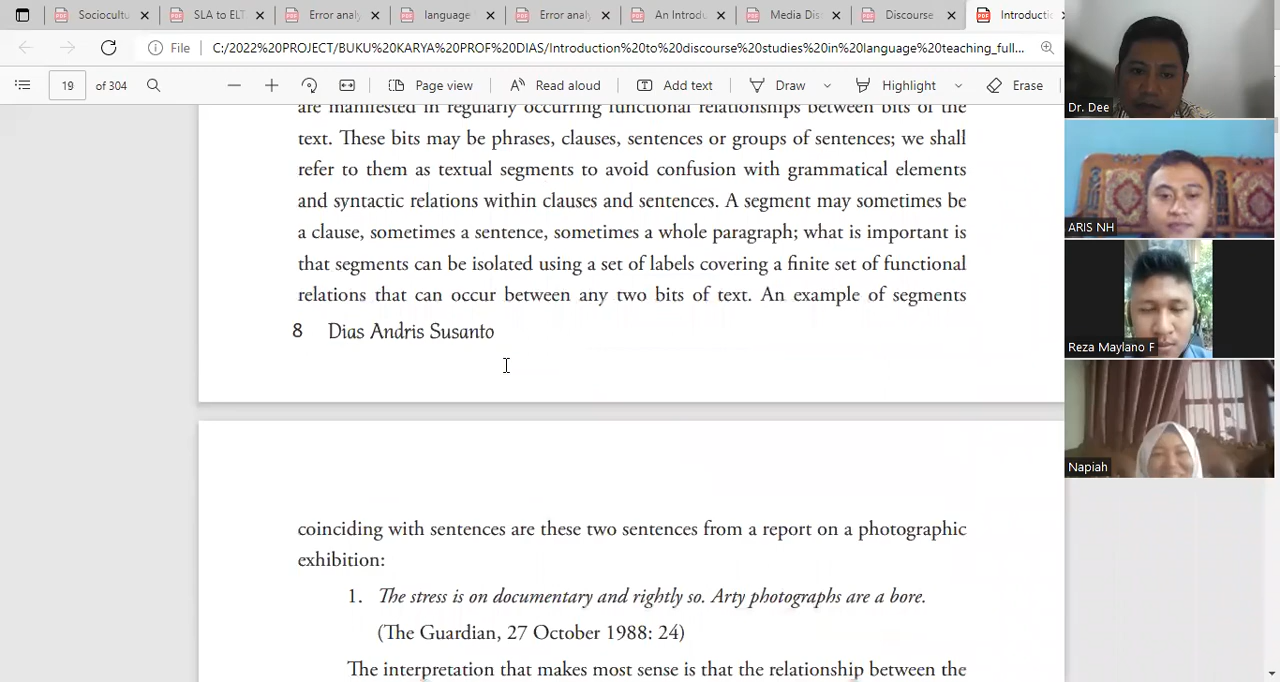 Sociocultu
SLA to ELT
Error analy
language
Error analy
An Introdu
Media Dis
Discourse
Introductic
File
C:/2022%20PROJECT/BUKU%20KARYA%20PROF%20DIAS/Introduction%20to%20discourse%20studies%20in%20language%20teaching_full...
19 of 304
Page view
Read aloud
Add text
Draw
Highlight
Erase
are manifested in regularly occurring functional relationships between bits of the
text. These bits may be phrases, clauses, sentences or groups of sentences; we shall
refer to them as textual segments to avoid confusion with grammatical elements
and syntactic relations within clauses and sentences. A segment may sometimes be
a clause, sometimes a sentence, sometimes a whole paragraph; what is important is
that segments can be isolated using a set of labels covering a finite set of functional
relations that can occur between any two bits of text. An example of segments
8 Dias Andris Susanto
coinciding with sentences are these two sentences from a report on a photographic
exhibition:
1. The stress is on documentary and rightly so. Arty photographs are a bore.
(The Guardian, 27 October 1988: 24)
The interpretation that makes most sense is that the relationship between the
Dr. Dee
ARIS NH
Reza Maylano F
Napiah